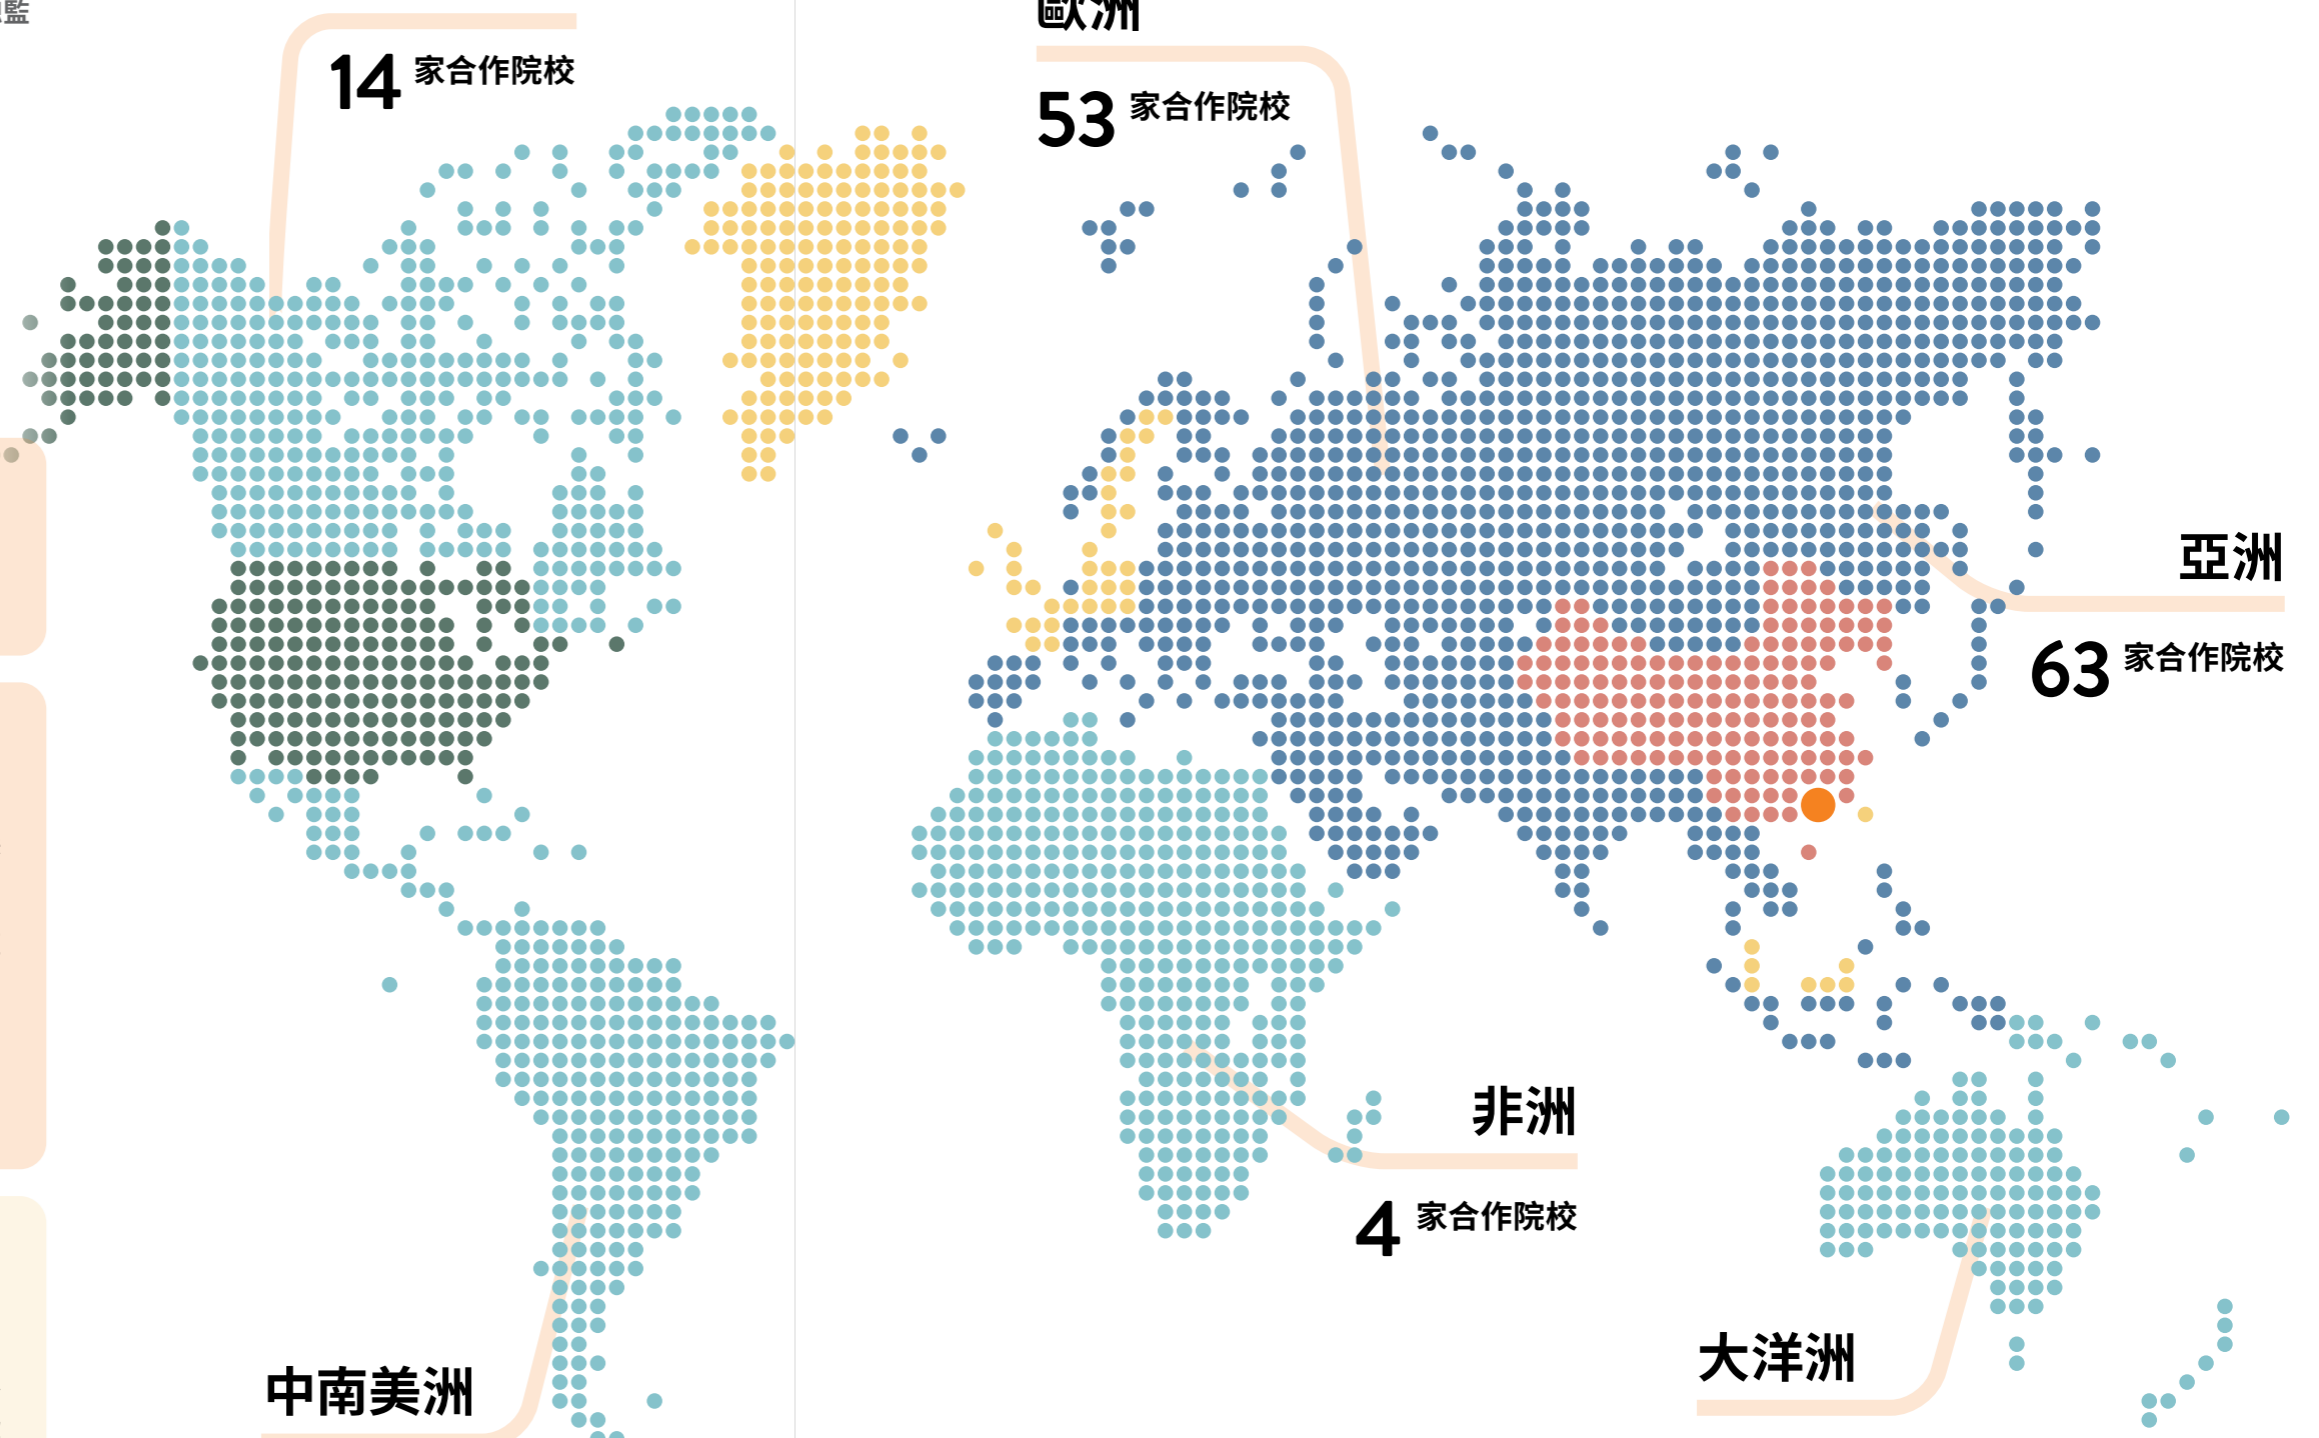 監
14 家合作院校
歐洲
53 家合作院校
亞洲
63 家合作院校
非洲
4 家合作院校
大洋洲
中南美洲